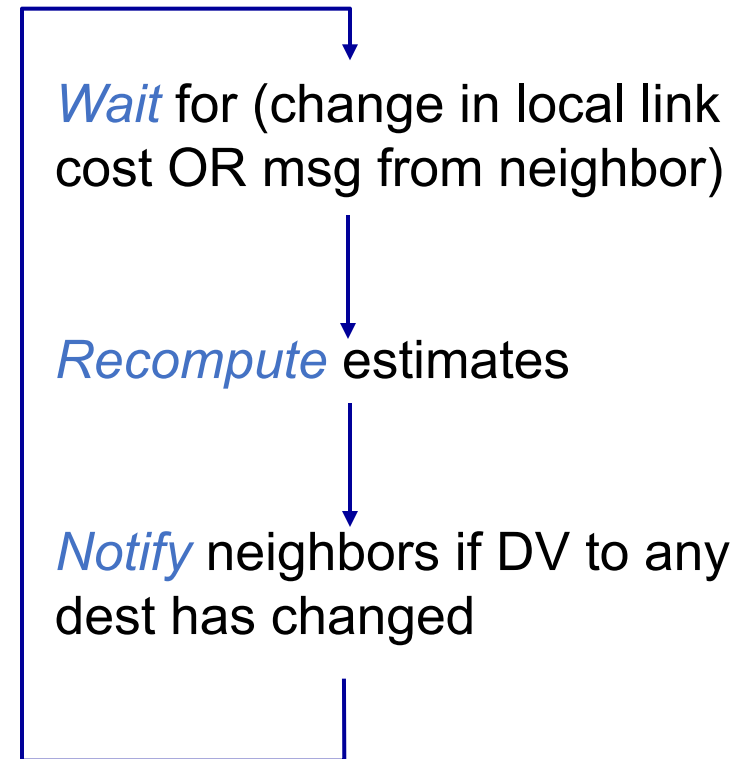 Wait for (change in local link
cost OR msg from neighbor)
Recompute estimates
Notify neighbors if DV to any
dest has changed